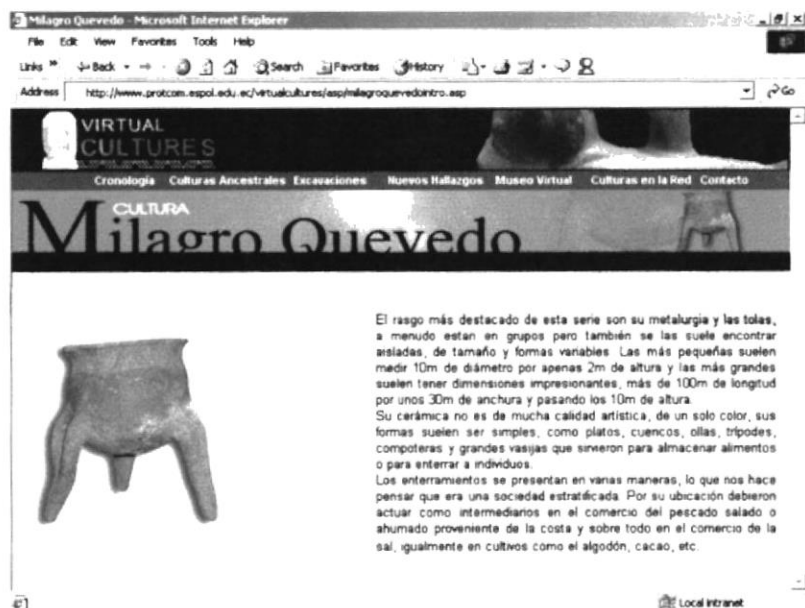 Milagro Quevedo - Microsoft Internet Explorer
File Edit View Favorites Tools Help
Links » Back Search Favorites History
Address http://www.protcom.espol.edu.ec/virtualcultures/asp/milagroquevedointro.asp Go
VIRTUAL
CULTURES
Cronología Culturas Ancestrales Excavaciones Nuevos Hallazgos Museo Virtual Culturas en la Red Contacto
CULTURA
Milagro Quevedo
El rasgo más destacado de esta serie son su metalurgia y las tolas,
a menudo estan en grupos pero también se las suele encontrar
aisladas, de tamaño y formas variables. Las más pequeñas suelen
medir 10m de diámetro por apenas 2m de altura y las más grandes
suelen tener dimensiones impresionantes, más de 100m de longitud
por unos 30m de anchura y pasando los 10m de altura.
Su cerámica no es de mucha calidad artística, de un solo color, sus
formas suelen ser simples, como platos, cuencos, ollas, trípodes,
compoteras y grandes vasijas que sirvieron para almacenar alimentos
o para enterrar a individuos.
Los enterramientos se presentan en varias maneras, lo que nos hace
pensar que era una sociedad estratificada. Por su ubicación debieron
actuar como intermediarios en el comercio del pescado salado o
ahumado proveniente de la costa y sobre todo en el comercio de la
sal, igualmente en cultivos como el algodón, cacao, etc.
Local intranet